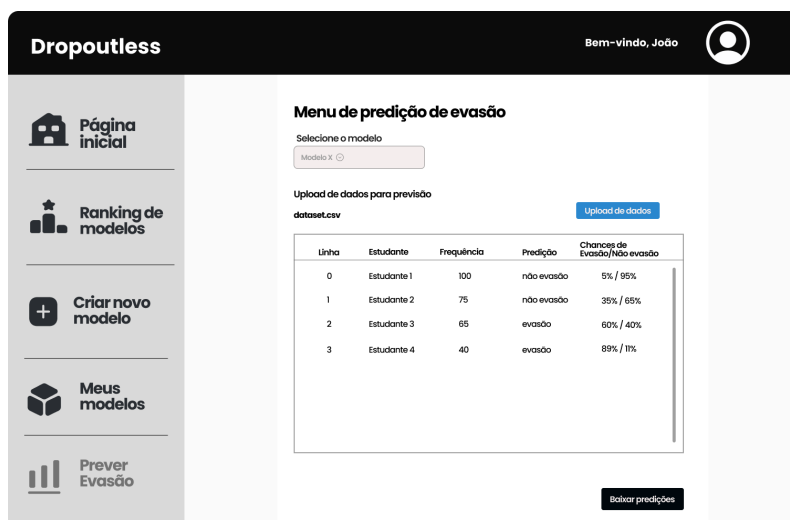 Dropoutless
Bem-vindo, João
Página
inicial
Ranking de
modelos
Criar novo
modelo
Meus
modelos
Prever
Evasão
Menu de predição de evasão
Selecione o modelo
Modelo X
Upload de dados para previsão
dataset.csv
Upload de dados
Linha Estudante Frequência Predição Chances de
Evasão/Não evasão
0 Estudante 1 100 não evasão 5% / 95%
1 Estudante 2 75 não evasão 35% / 65%
2 Estudante 3 65 evasão 60% / 40%
3 Estudante 4 40 evasão 89% / 11%
Baixar predições